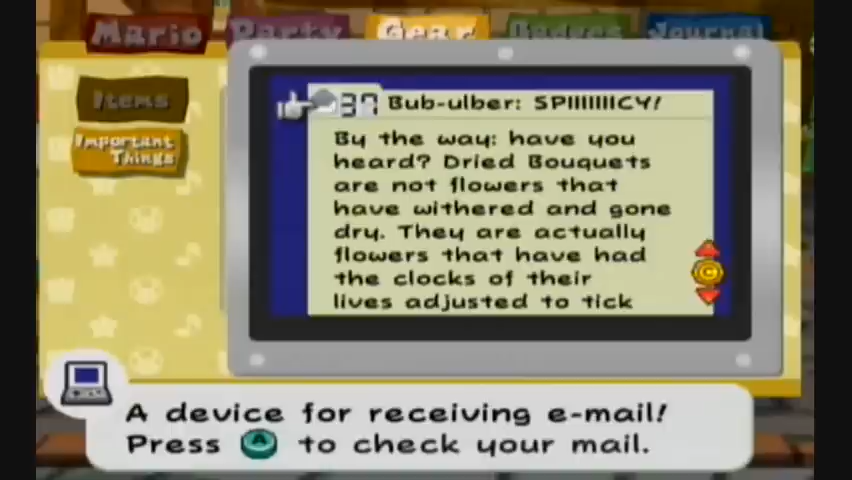 Mario Party Gear Badges Journal
Items
Important
Things
37 Bub-ulber: SPIIIIIIICY!
By the way: have you
heard? Dried Bouquets
are not flowers that
have withered and gone
dry. They are actually
flowers that have had
the clocks of their
lives adjusted to tick
A device for receiving e-mail!
Press A to check your mail.